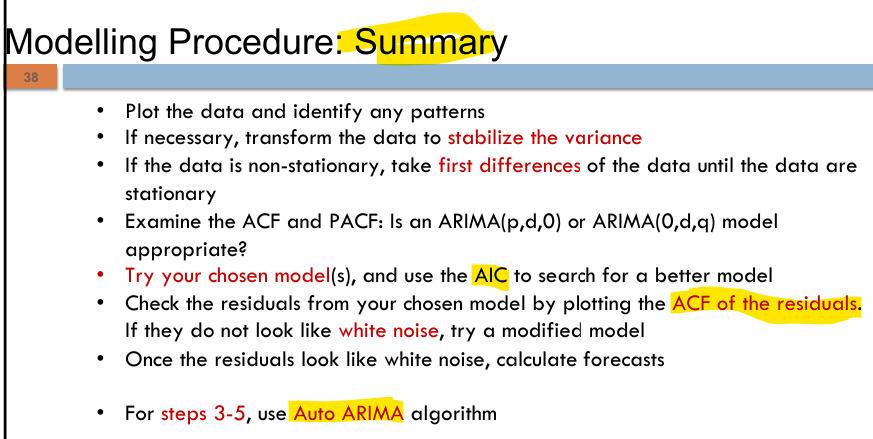 Modelling Procedure: Summary
38
• Plot the data and identify any patterns
• If necessary, transform the data to stabilize the variance
• If the data is non-stationary, take first differences of the data until the data are
stationary
• Examine the ACF and PACF: Is an ARIMA(p,d,0) or ARIMA(0,d,q) model
appropriate?
• Try your chosen model(s), and use the AIC to search for a better model
• Check the residuals from your chosen model by plotting the ACF of the residuals.
If they do not look like white noise, try a modified model
• Once the residuals look like white noise, calculate forecasts
• For steps 3-5, use Auto ARIMA algorithm